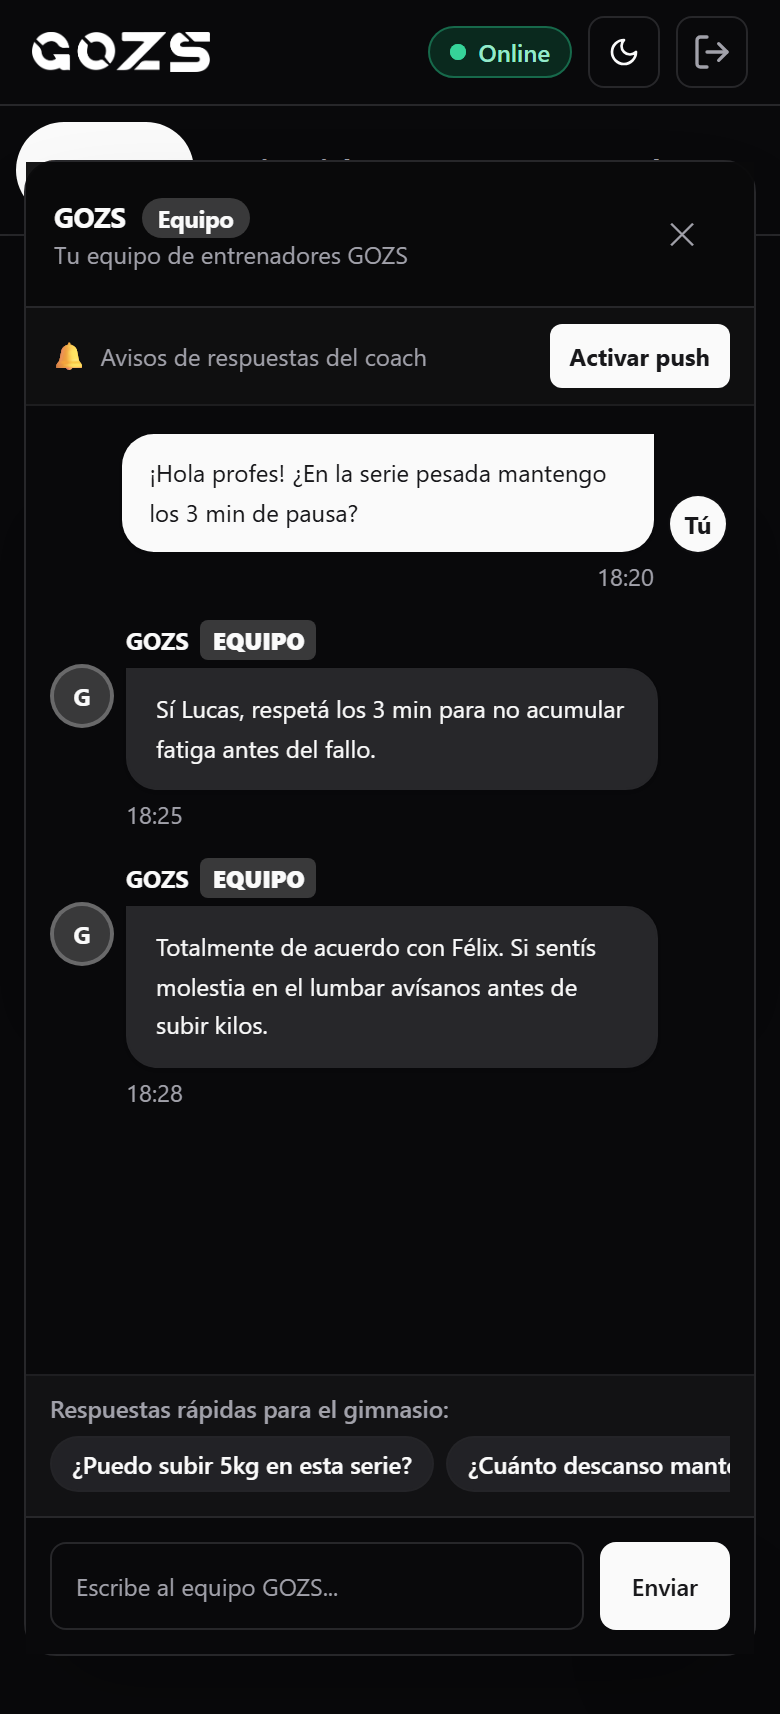 GOZS
Online
GOZS Equipo
Tu equipo de entrenadores GOZS
Avisos de respuestas del coach
Activar push
¡Hola profes! ¿En la serie pesada mantengo
los 3 min de pausa?
Tú
18:20
GOZS EQUIPO
G
Sí Lucas, respetá los 3 min para no acumular
fatiga antes del fallo.
18:25
GOZS EQUIPO
G
Totalmente de acuerdo con Félix. Si sentís
molestia en el lumbar avísanos antes de
subir kilos.
18:28
Respuestas rápidas para el gimnasio:
¿Puedo subir 5kg en esta serie?
¿Cuánto descanso
Escribe al equipo GOZS...
Enviar